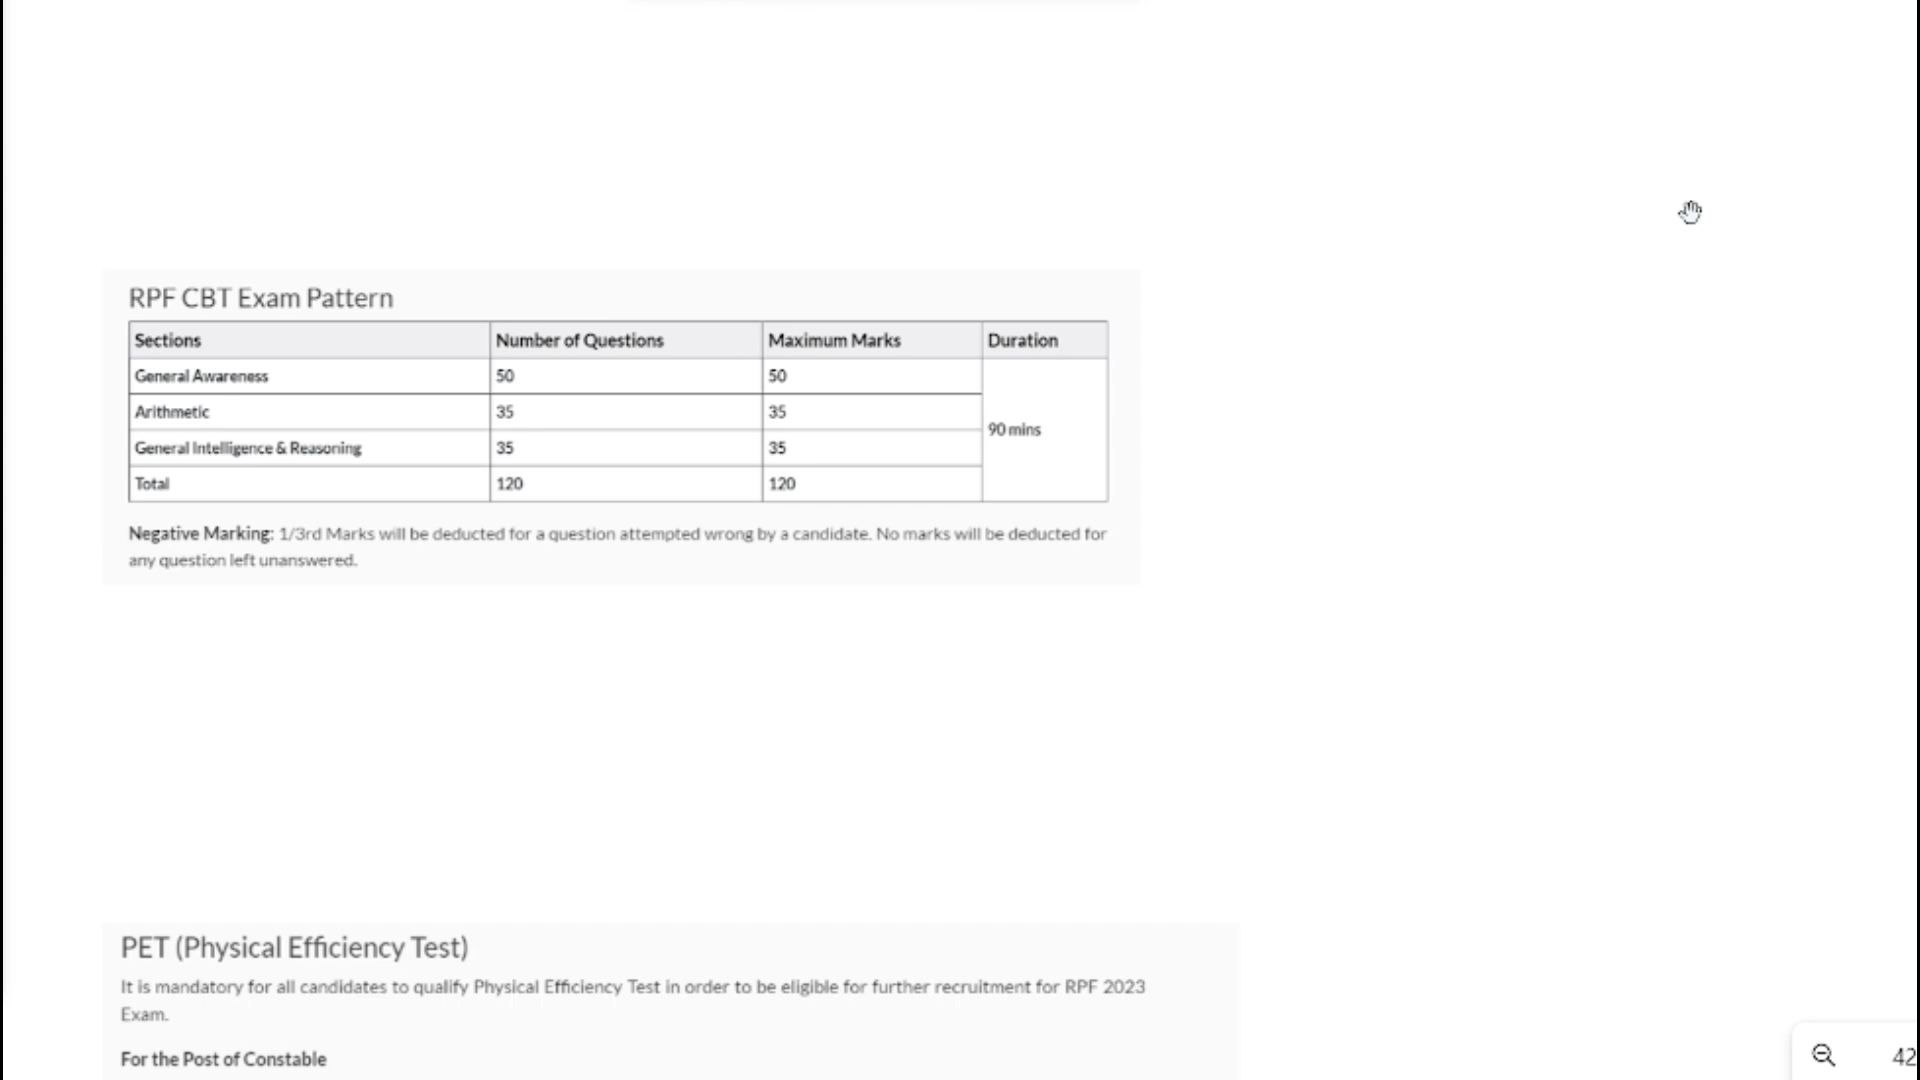 RPF CBT Exam Pattern
Sections Number of Questions Maximum Marks Duration
General Awareness 50 50
Arithmetic 35 35
90 mins
General Intelligence & Reasoning 35 35
Total 120 120
Negative Marking: 1/3rd Marks will be deducted for a question attempted wrong by a candidate. No marks will be deducted for
any question left unanswered.
PET (Physical Efficiency Test)
It is mandatory for all candidates to qualify Physical Efficiency Test in order to be eligible for further recruitment for RPF 2023
Exam.
For the Post of Constable
42